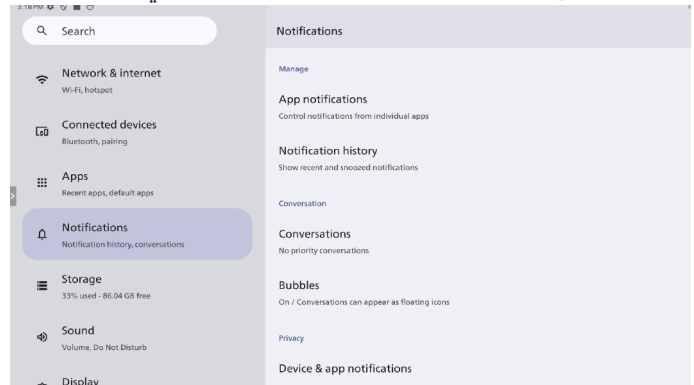 3:18 PM
Search
Network & internet
Wi-Fi, hotspot
Connected devices
Bluetooth, pairing
Apps
Recent apps, default apps
Notifications
Notification history, conversations
Storage
33% used - 86.04 GB free
Sound
Volume, Do Not Disturb
Display
Notifications
Manage
App notifications
Control notifications from individual apps
Notification history
Show recent and snoozed notifications
Conversation
Conversations
No priority conversations
Bubbles
On / Conversations can appear as floating icons
Privacy
Device & app notifications